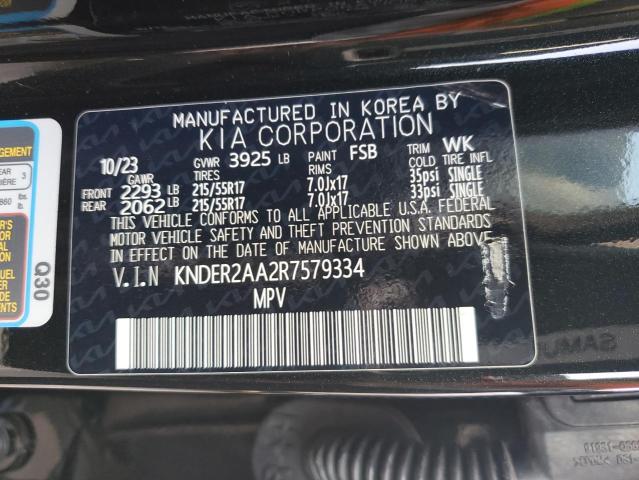 MANUFACTURED IN KOREA BY
KIA CORPORATION
10/23 GVWR 3925 LB PAINT FSB TRIM WK
GAWR TIRES RIMS COLD TIRE INFL
FRONT 2293 LB 215/55R17 7.0Jx17 35psi SINGLE
REAR 2062 LB 215/55R17 7.0Jx17 33psi SINGLE
THIS VEHICLE CONFORMS TO ALL APPLICABLE U.S.A. FEDERAL
MOTOR VEHICLE SAFETY AND THEFT PREVENTION STANDARDS
IN EFFECT ON THE DATE OF MANUFACTURE SHOWN ABOVE.
V.I.N KNDER2AA2R7579334
MPV
Q30
3